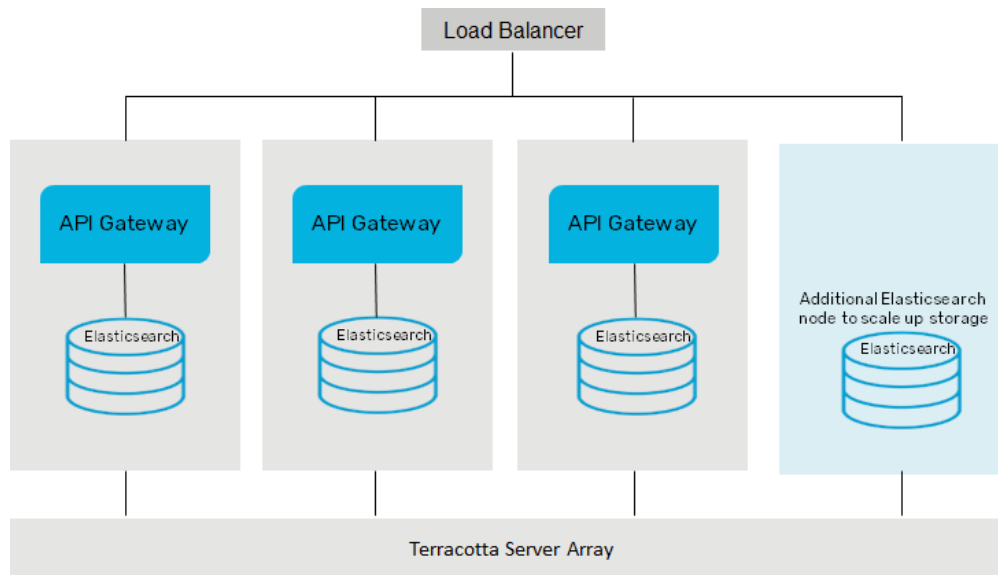 Load Balancer
API Gateway
API Gateway
API Gateway
Additional Elasticsearch
node to scale up storage
Elasticsearch
Elasticsearch
Elasticsearch
Elasticsearch
Terracotta Server Array